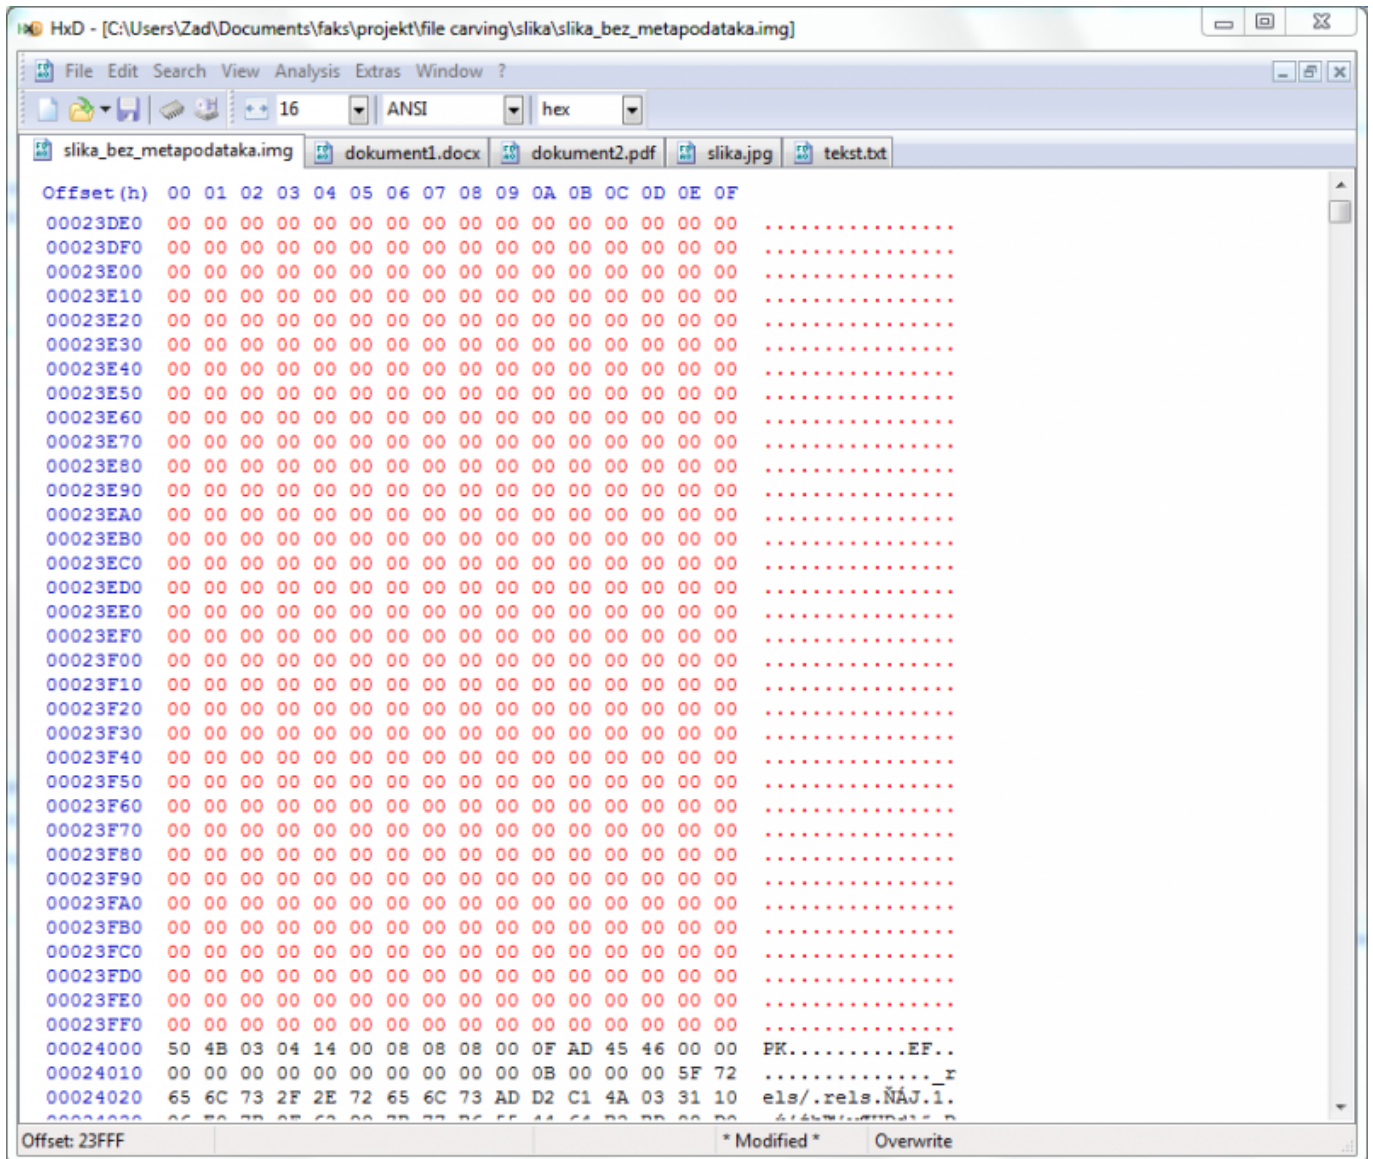 HxD - [C:\Users\Zad\Documents\faks\projekt\file carving\slika\slika_bez_metapodataka.img]
File Edit Search View Analysis Extras Window ?
16 ANSI hex
slika_bez_metapodataka.img dokument1.docx dokument2.pdf slika.jpg tekst.txt
Offset(h) 00 01 02 03 04 05 06 07 08 09 0A 0B 0C 0D 0E 0F
00023DE0 00 00 00 00 00 00 00 00 00 00 00 00 00 00 00 00 ................
00023DF0 00 00 00 00 00 00 00 00 00 00 00 00 00 00 00 00 ................
00023E00 00 00 00 00 00 00 00 00 00 00 00 00 00 00 00 00 ................
00023E10 00 00 00 00 00 00 00 00 00 00 00 00 00 00 00 00 ................
00023E20 00 00 00 00 00 00 00 00 00 00 00 00 00 00 00 00 ................
00023E30 00 00 00 00 00 00 00 00 00 00 00 00 00 00 00 00 ................
00023E40 00 00 00 00 00 00 00 00 00 00 00 00 00 00 00 00 ................
00023E50 00 00 00 00 00 00 00 00 00 00 00 00 00 00 00 00 ................
00023E60 00 00 00 00 00 00 00 00 00 00 00 00 00 00 00 00 ................
00023E70 00 00 00 00 00 00 00 00 00 00 00 00 00 00 00 00 ................
00023E80 00 00 00 00 00 00 00 00 00 00 00 00 00 00 00 00 ................
00023E90 00 00 00 00 00 00 00 00 00 00 00 00 00 00 00 00 ................
00023EA0 00 00 00 00 00 00 00 00 00 00 00 00 00 00 00 00 ................
00023EB0 00 00 00 00 00 00 00 00 00 00 00 00 00 00 00 00 ................
00023EC0 00 00 00 00 00 00 00 00 00 00 00 00 00 00 00 00 ................
00023ED0 00 00 00 00 00 00 00 00 00 00 00 00 00 00 00 00 ................
00023EE0 00 00 00 00 00 00 00 00 00 00 00 00 00 00 00 00 ................
00023EF0 00 00 00 00 00 00 00 00 00 00 00 00 00 00 00 00 ................
00023F00 00 00 00 00 00 00 00 00 00 00 00 00 00 00 00 00 ................
00023F10 00 00 00 00 00 00 00 00 00 00 00 00 00 00 00 00 ................
00023F20 00 00 00 00 00 00 00 00 00 00 00 00 00 00 00 00 ................
00023F30 00 00 00 00 00 00 00 00 00 00 00 00 00 00 00 00 ................
00023F40 00 00 00 00 00 00 00 00 00 00 00 00 00 00 00 00 ................
00023F50 00 00 00 00 00 00 00 00 00 00 00 00 00 00 00 00 ................
00023F60 00 00 00 00 00 00 00 00 00 00 00 00 00 00 00 00 ................
00023F70 00 00 00 00 00 00 00 00 00 00 00 00 00 00 00 00 ................
00023F80 00 00 00 00 00 00 00 00 00 00 00 00 00 00 00 00 ................
00023F90 00 00 00 00 00 00 00 00 00 00 00 00 00 00 00 00 ................
00023FA0 00 00 00 00 00 00 00 00 00 00 00 00 00 00 00 00 ................
00023FB0 00 00 00 00 00 00 00 00 00 00 00 00 00 00 00 00 ................
00023FC0 00 00 00 00 00 00 00 00 00 00 00 00 00 00 00 00 ................
00023FD0 00 00 00 00 00 00 00 00 00 00 00 00 00 00 00 00 ................
00023FE0 00 00 00 00 00 00 00 00 00 00 00 00 00 00 00 00 ................
00023FF0 00 00 00 00 00 00 00 00 00 00 00 00 00 00 00 00 ................
00024000 50 4B 03 04 14 00 08 08 08 00 0F AD 45 46 00 00 PK..........EF..
00024010 00 00 00 00 00 00 00 00 00 00 0B 00 00 00 5F 72 .............._r
00024020 65 6C 73 2F 2E 72 65 6C 73 AD D2 C1 4A 03 31 10 els/.rels.ŇÁJ.1.
Offset: 23FFF * Modified * Overwrite